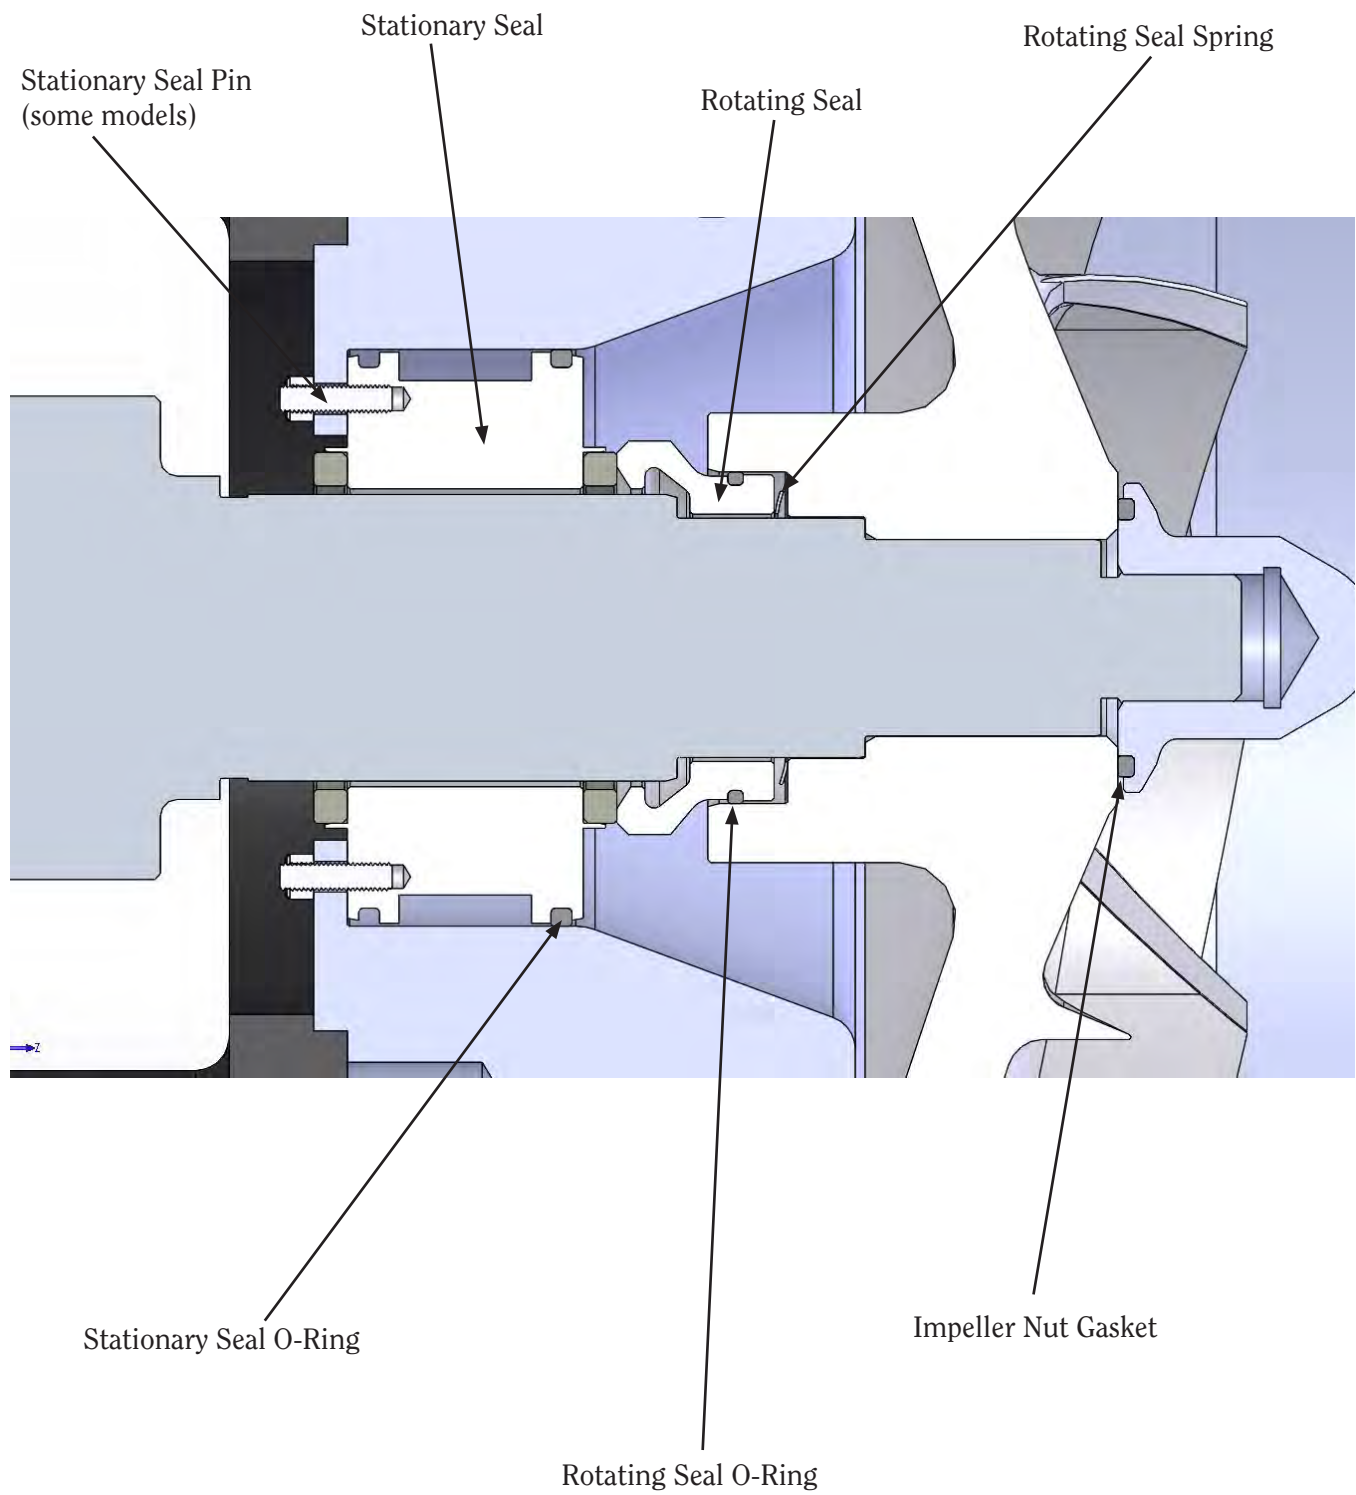 Stationary Seal
Rotating Seal Spring
Stationary Seal Pin
(some models)
Rotating Seal
Z
Stationary Seal O-Ring
Impeller Nut Gasket
Rotating Seal O-Ring